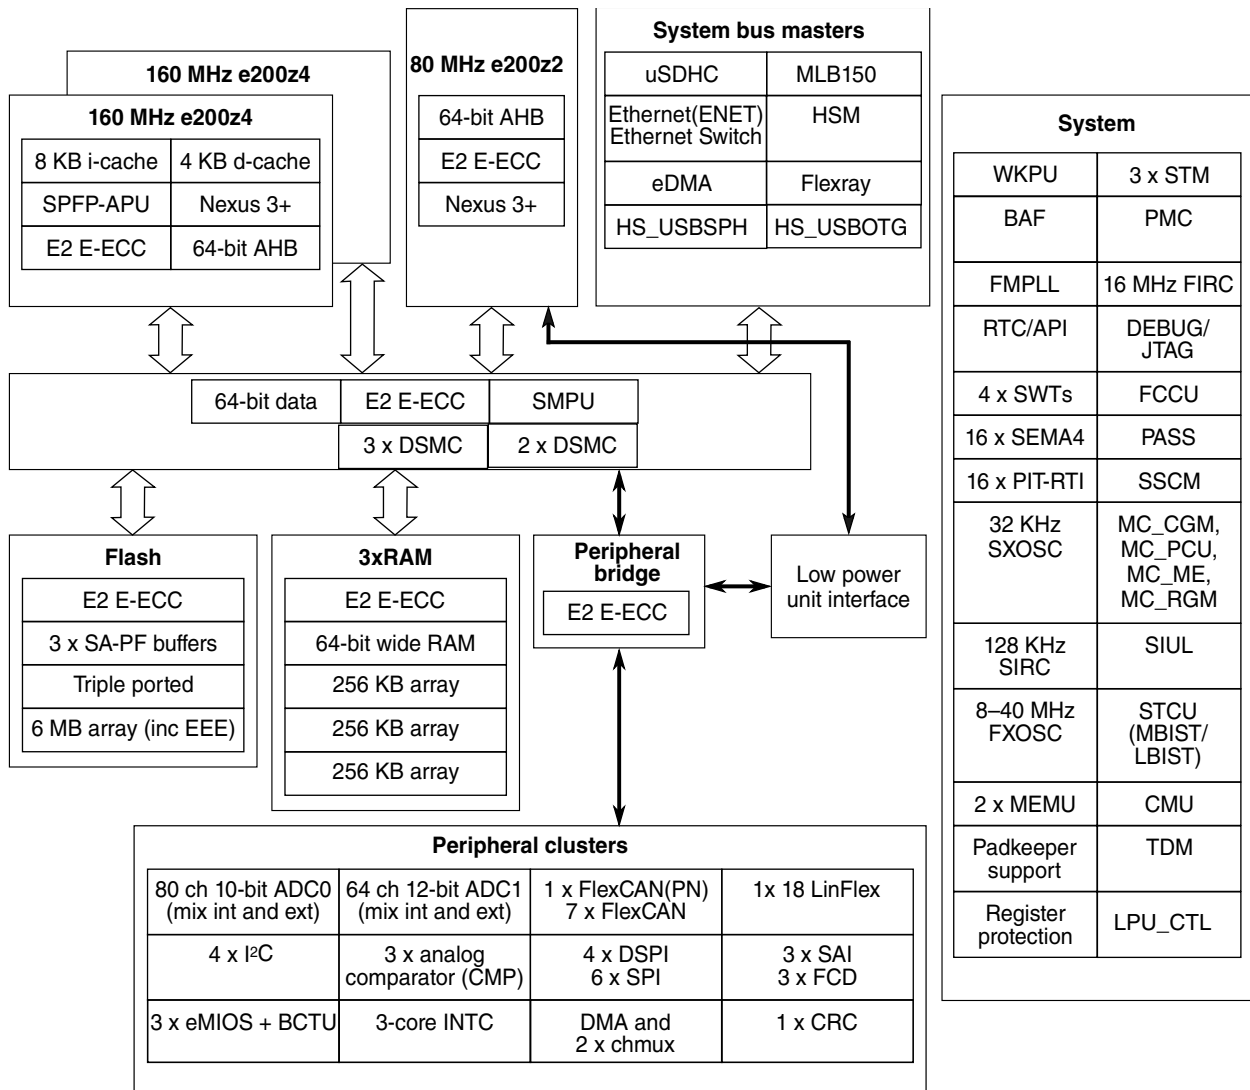 160 MHz e200z4
160 MHz e200z4
8 KB i-cache
4 KB d-cache
SPFP-APU
Nexus 3+
E2 E-ECC
64-bit AHB
80 MHz e200z2
64-bit AHB
E2 E-ECC
Nexus 3+
System bus masters
uSDHC
MLB150
Ethernet(ENET)
Ethernet Switch
HSM
eDMA
Flexray
HS_USBSPH
HS_USBOTG
64-bit data
E2 E-ECC
SMPU
3 x DSMC
2 x DSMC
Flash
E2 E-ECC
3 x SA-PF buffers
Triple ported
6 MB array (inc EEE)
3xRAM
E2 E-ECC
64-bit wide RAM
256 KB array
256 KB array
256 KB array
Peripheral
bridge
E2 E-ECC
Low power
unit interface
Peripheral clusters
80 ch 10-bit ADC0
(mix int and ext)
64 ch 12-bit ADC1
(mix int and ext)
1 x FlexCAN(PN)
7 x FlexCAN
1x 18 LinFlex
4 x I²C
3 x analog
comparator (CMP)
4 x DSPI
6 x SPI
3 x SAI
3 x FCD
3 x eMIOS + BCTU
3-core INTC
DMA and
2 x chmux
1 x CRC
System
WKPU
3 x STM
BAF
PMC
FMPLL
16 MHz FIRC
RTC/API
DEBUG/
JTAG
4 x SWTs
FCCU
16 x SEMA4
PASS
16 x PIT-RTI
SSCM
32 KHz
SXOSC
MC_CGM,
MC_PCU,
MC_ME,
MC_RGM
128 KHz
SIRC
SIUL
8–40 MHz
FXOSC
STCU
(MBIST/
LBIST)
2 x MEMU
CMU
Padkeeper
support
TDM
Register
protection
LPU_CTL